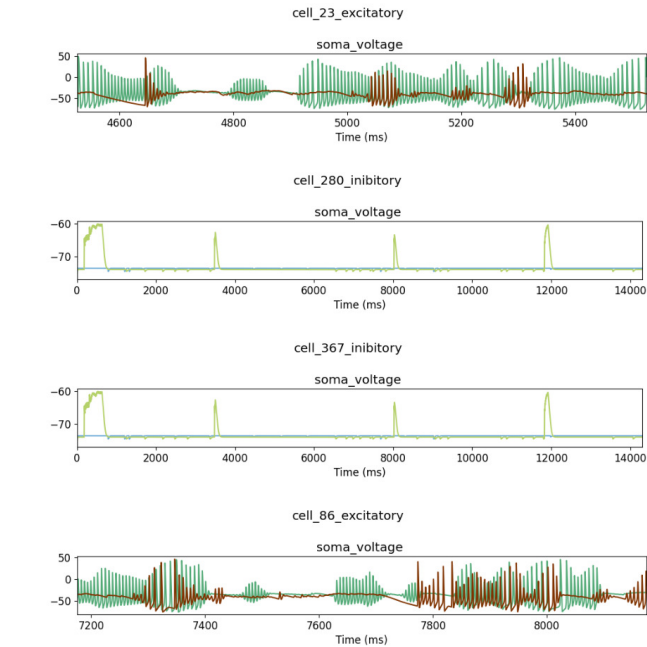 cell_23_excitatory
soma_voltage
50
0
−50
4600 4800 5000 5200 5400
Time (ms)
cell_280_inibitory
soma_voltage
−60
−70
0 2000 4000 6000 8000 10000 12000 14000
Time (ms)
cell_367_inibitory
soma_voltage
−60
−70
0 2000 4000 6000 8000 10000 12000 14000
Time (ms)
cell_86_excitatory
soma_voltage
50
0
−50
7200 7400 7600 7800 8000
Time (ms)